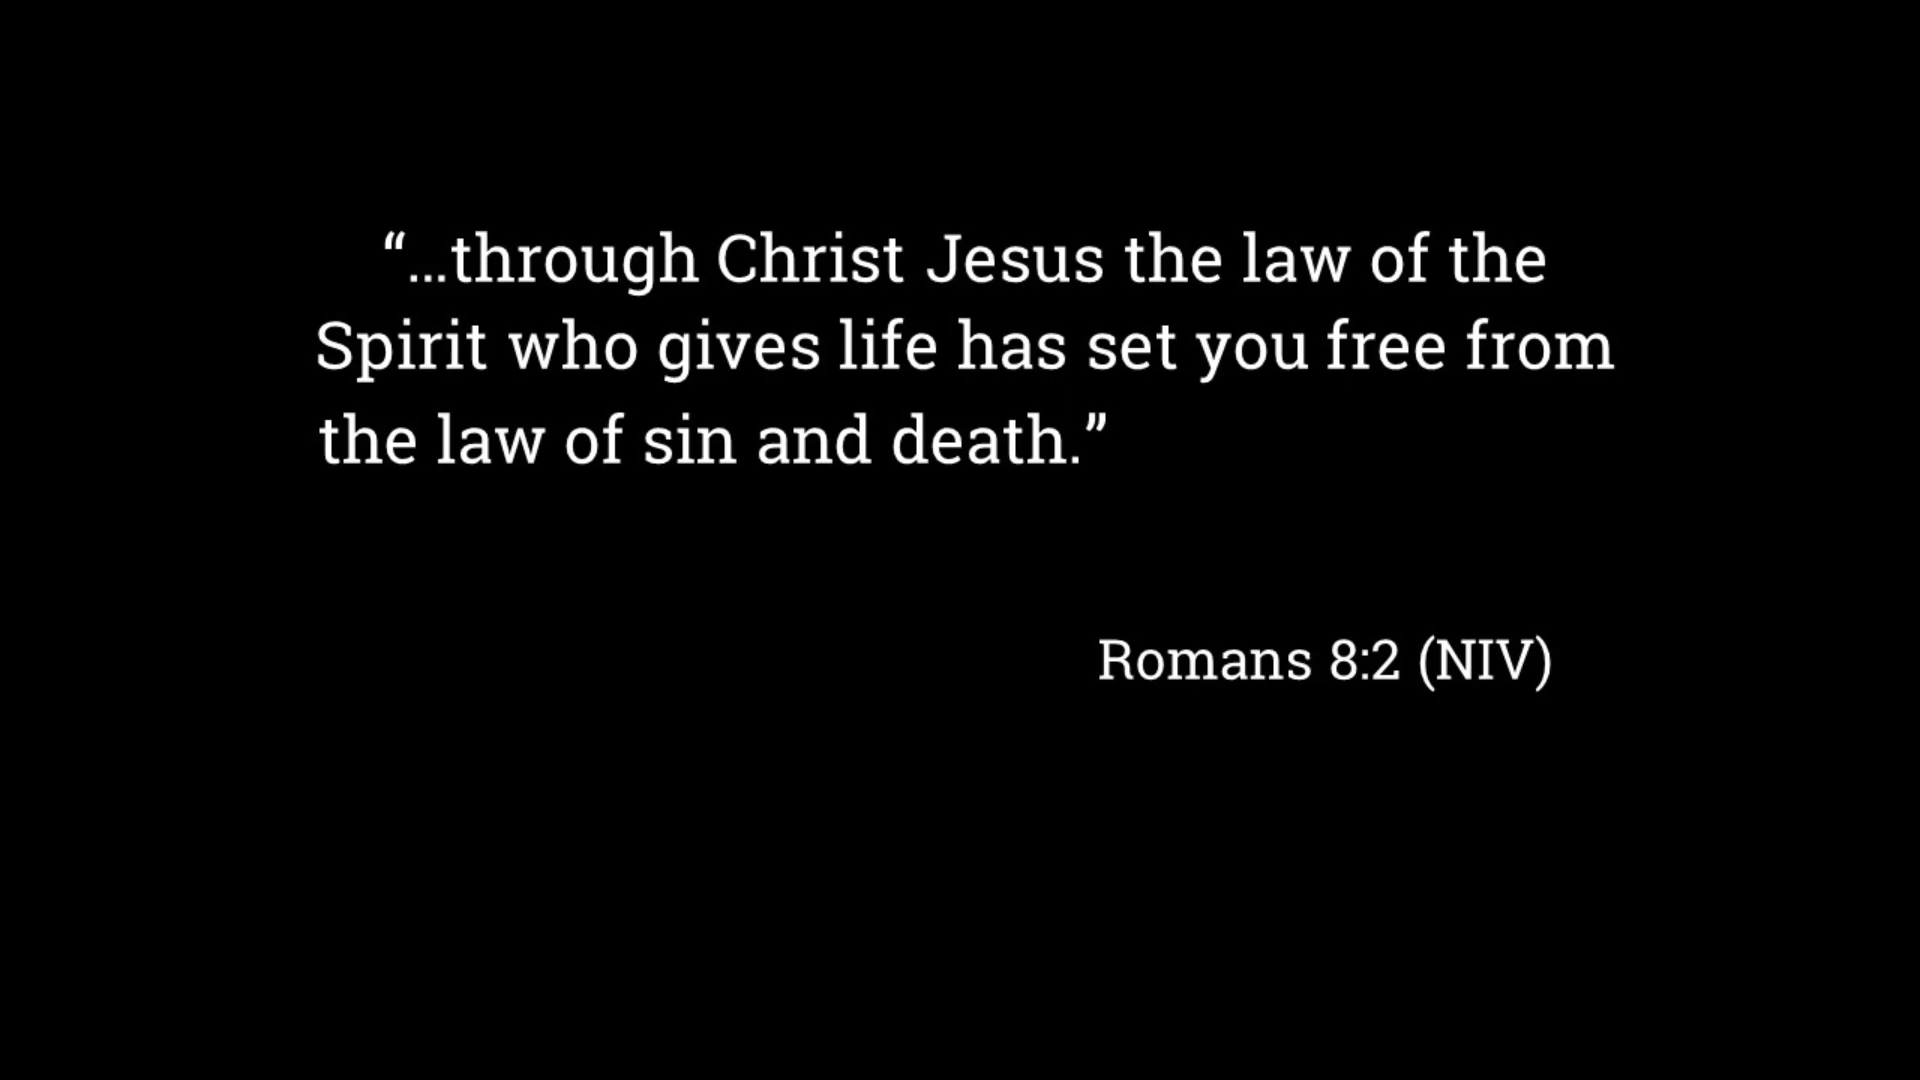 “…through Christ Jesus the law of the
Spirit who gives life has set you free from
the law of sin and death.”
Romans 8:2 (NIV)